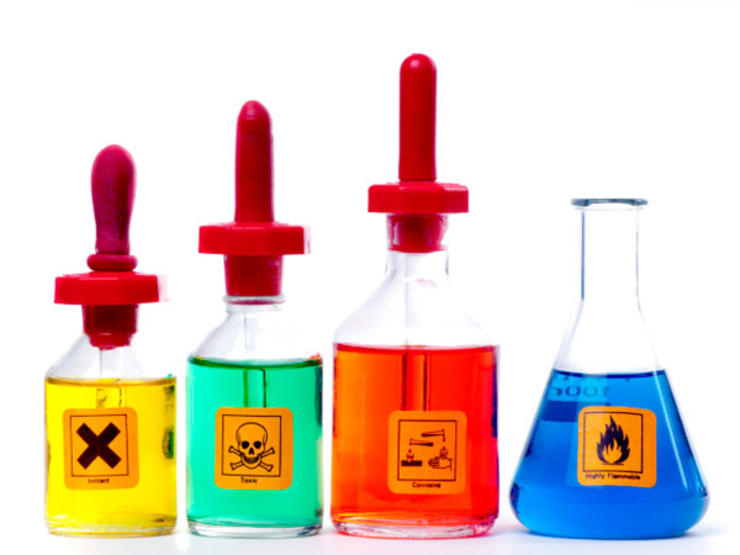 Irritant
Toxic
Corrosive
Highly Flammable